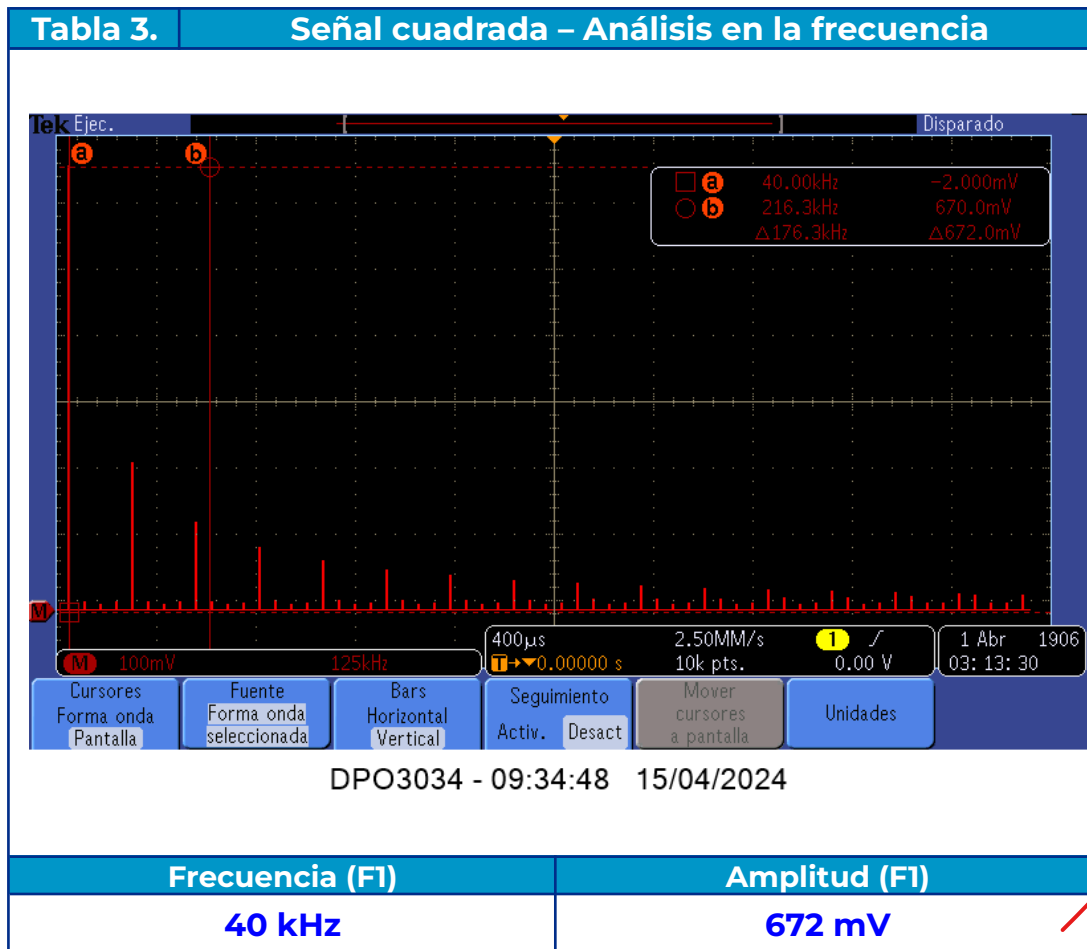 Tabla 3. Señal cuadrada – Análisis en la frecuencia
Tek Ejec. Disparado
a b
a 40.00kHz -2.000mV
b 216.3kHz 670.0mV
△176.3kHz △672.0mV
M
M 100mV 125kHz
400µs 2.50MM/s 1
T→▼0.00000 s 10k pts. 0.00 V
1 Abr 1906
03: 13: 30
Cursores
Forma onda
Pantalla
Fuente
Forma onda
seleccionada
Bars
Horizontal
Vertical
Seguimiento
Activ. Desact
Mover
cursores
a pantalla
Unidades
DPO3034 - 09:34:48 15/04/2024
Frecuencia (F1) Amplitud (F1)
40 kHz 672 mV